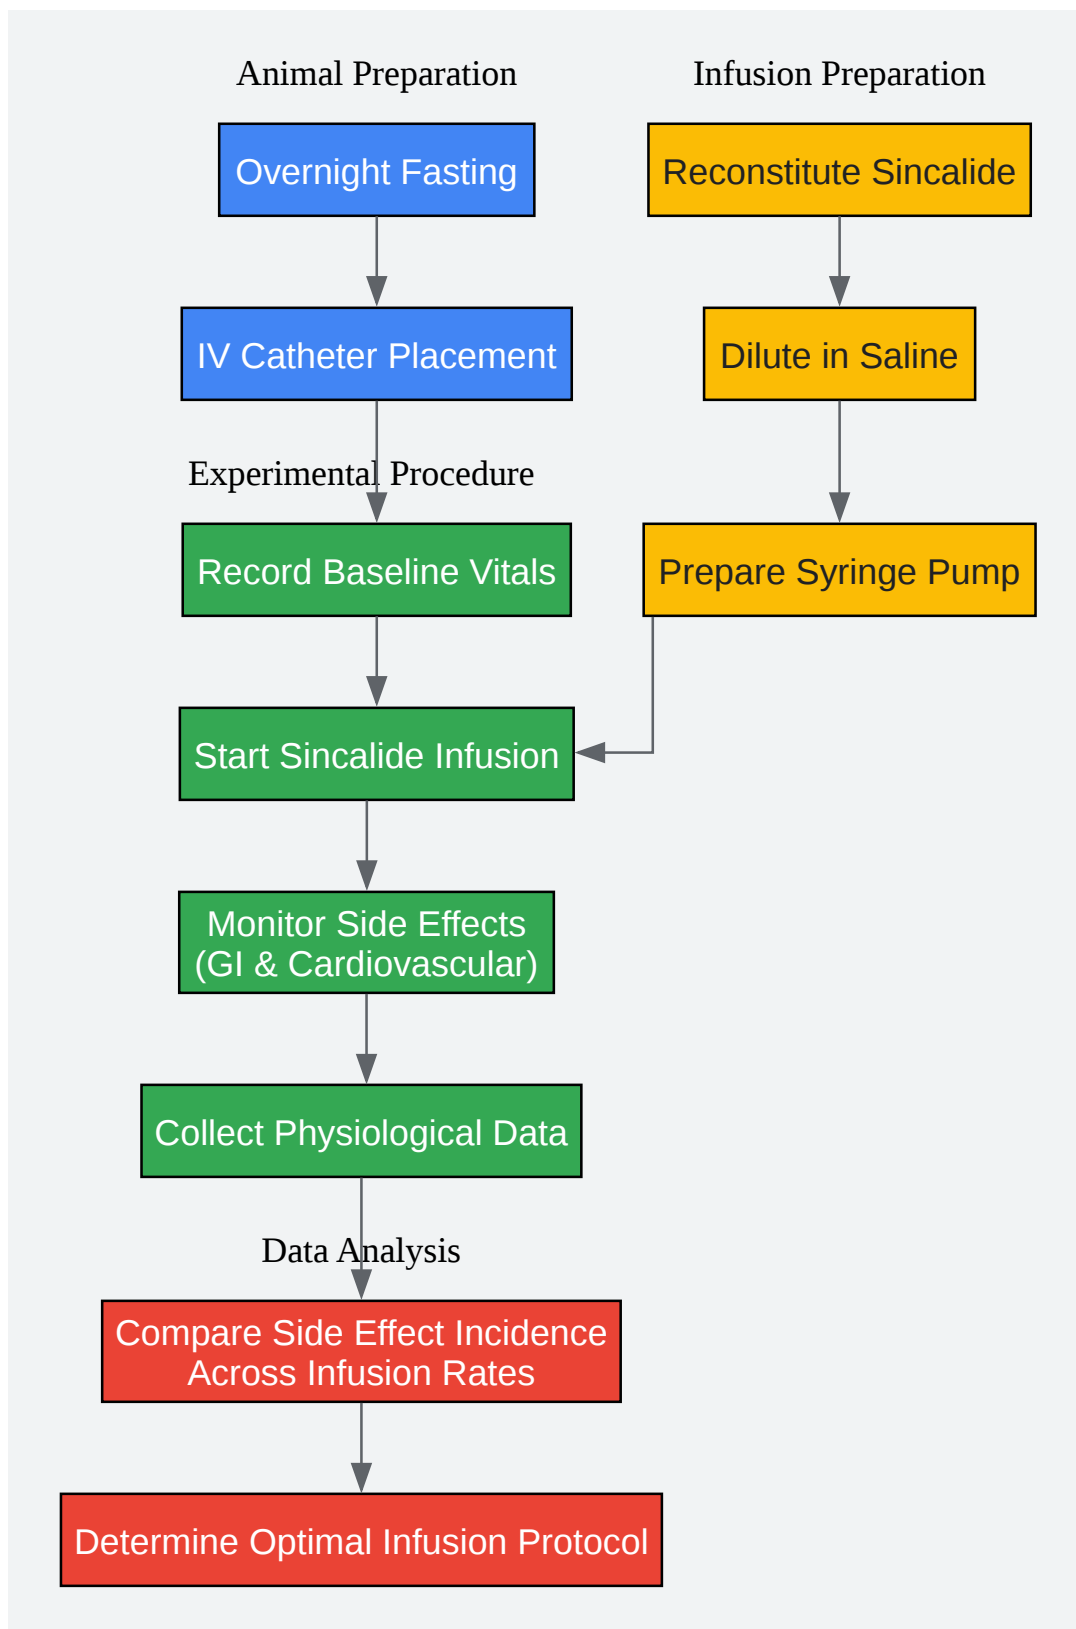 Animal Preparation
Infusion Preparation
Overnight Fasting
Reconstitute Sincalide
IV Catheter Placement
Dilute in Saline
Experimental Procedure
Record Baseline Vitals
Prepare Syringe Pump
Start Sincalide Infusion
Monitor Side Effects
(GI & Cardiovascular)
Collect Physiological Data
Data Analysis
Compare Side Effect Incidence
Across Infusion Rates
Determine Optimal Infusion Protocol